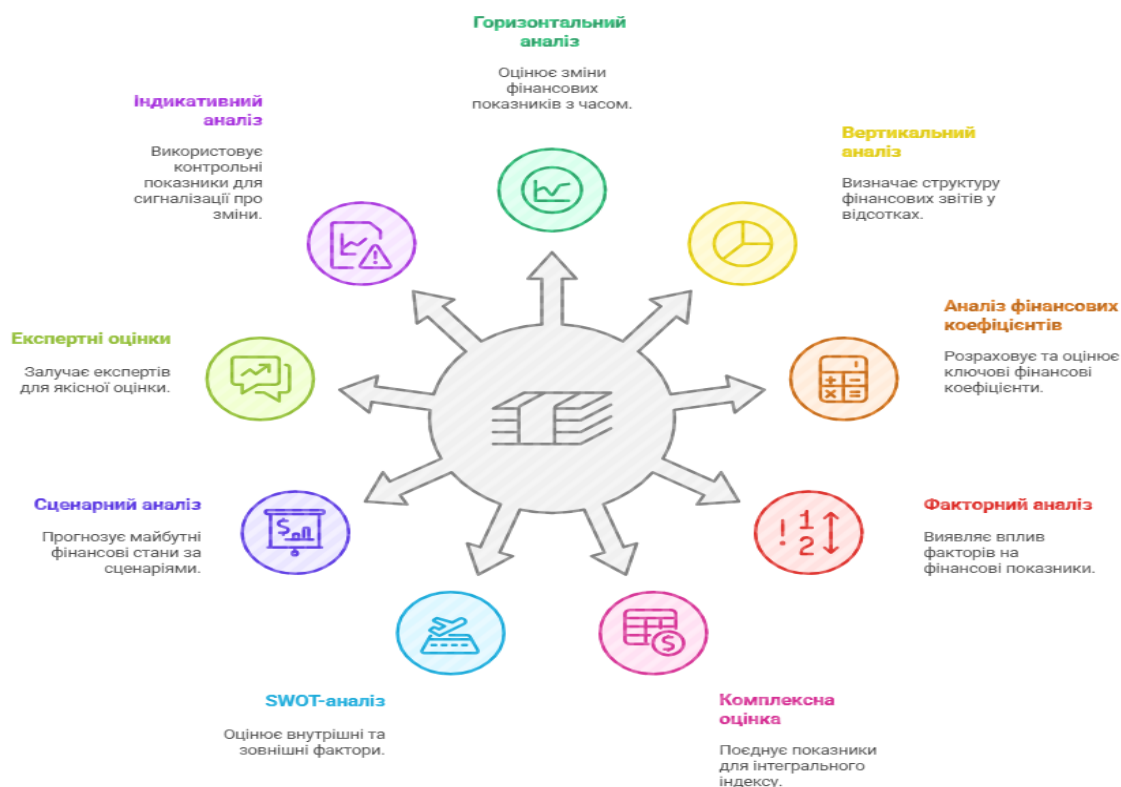 Горизонтальний
аналіз
Оцінює зміни
фінансових
показників з часом.
Вертикальний
аналіз
Визначає структуру
фінансових звітів у
відсотках.
Аналіз фінансових
коефіцієнтів
Розраховує та оцінює
ключові фінансові
коефіцієнти.
Факторний аналіз
Виявляє вплив
факторів на
фінансові показники.
Комплексна
оцінка
Поєднує показники
для інтегрального
індексу.
SWOT-аналіз
Оцінює внутрішні та
зовнішні фактори.
Сценарний аналіз
Прогнозує майбутні
фінансові стани за
сценаріями.
Експертні оцінки
Залучає експертів
для якісної оцінки.
Індикативний
аналіз
Використовує
контрольні
показники для
сигналізації про
зміни.